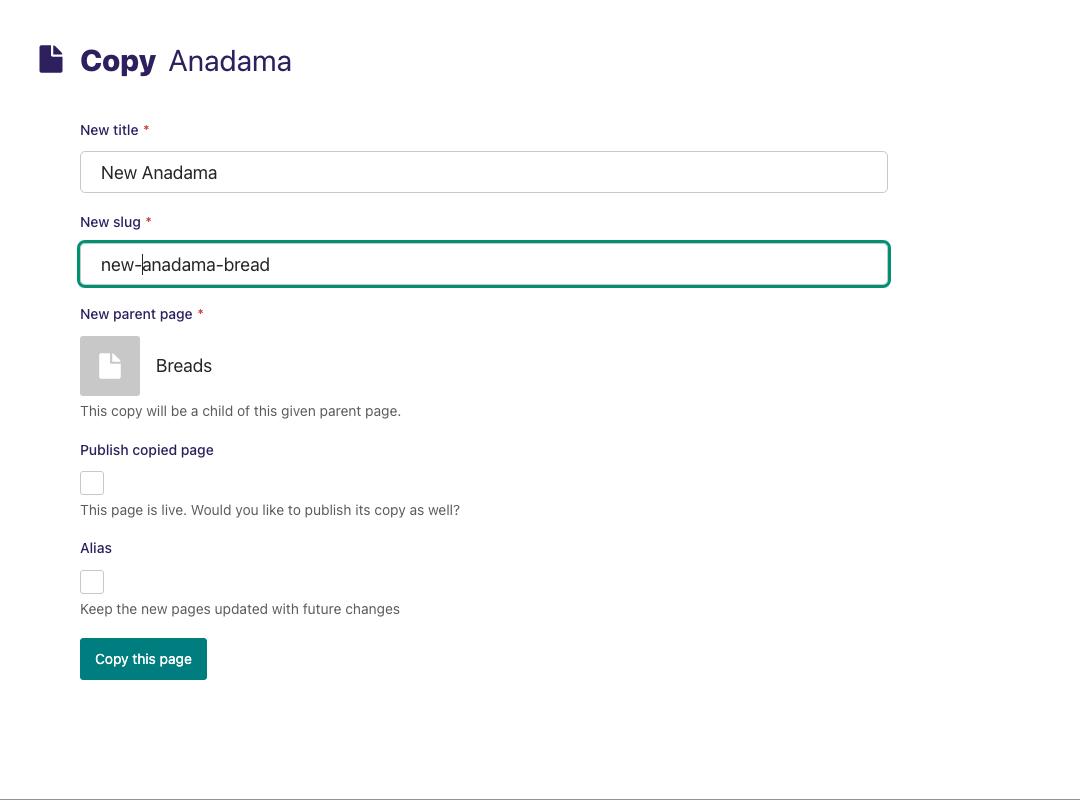 Copy Anadama
New title *
New Anadama
New slug *
new-anadama-bread
New parent page *
Breads
This copy will be a child of this given parent page.
Publish copied page
This page is live. Would you like to publish its copy as well?
Alias
Keep the new pages updated with future changes
Copy this page